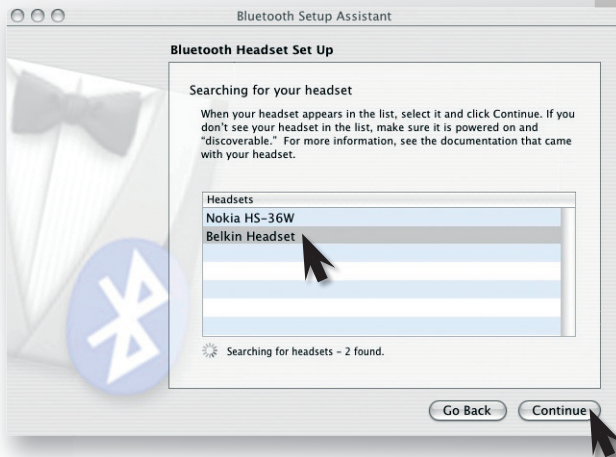 Bluetooth Setup Assistant
Bluetooth Headset Set Up
Searching for your headset
When your headset appears in the list, select it and click Continue. If you
don't see your headset in the list, make sure it is powered on and
“discoverable.” For more information, see the documentation that came
with your headset.
Headsets
Nokia HS-36W
Belkin Headset
Searching for headsets – 2 found.
Go Back Continue